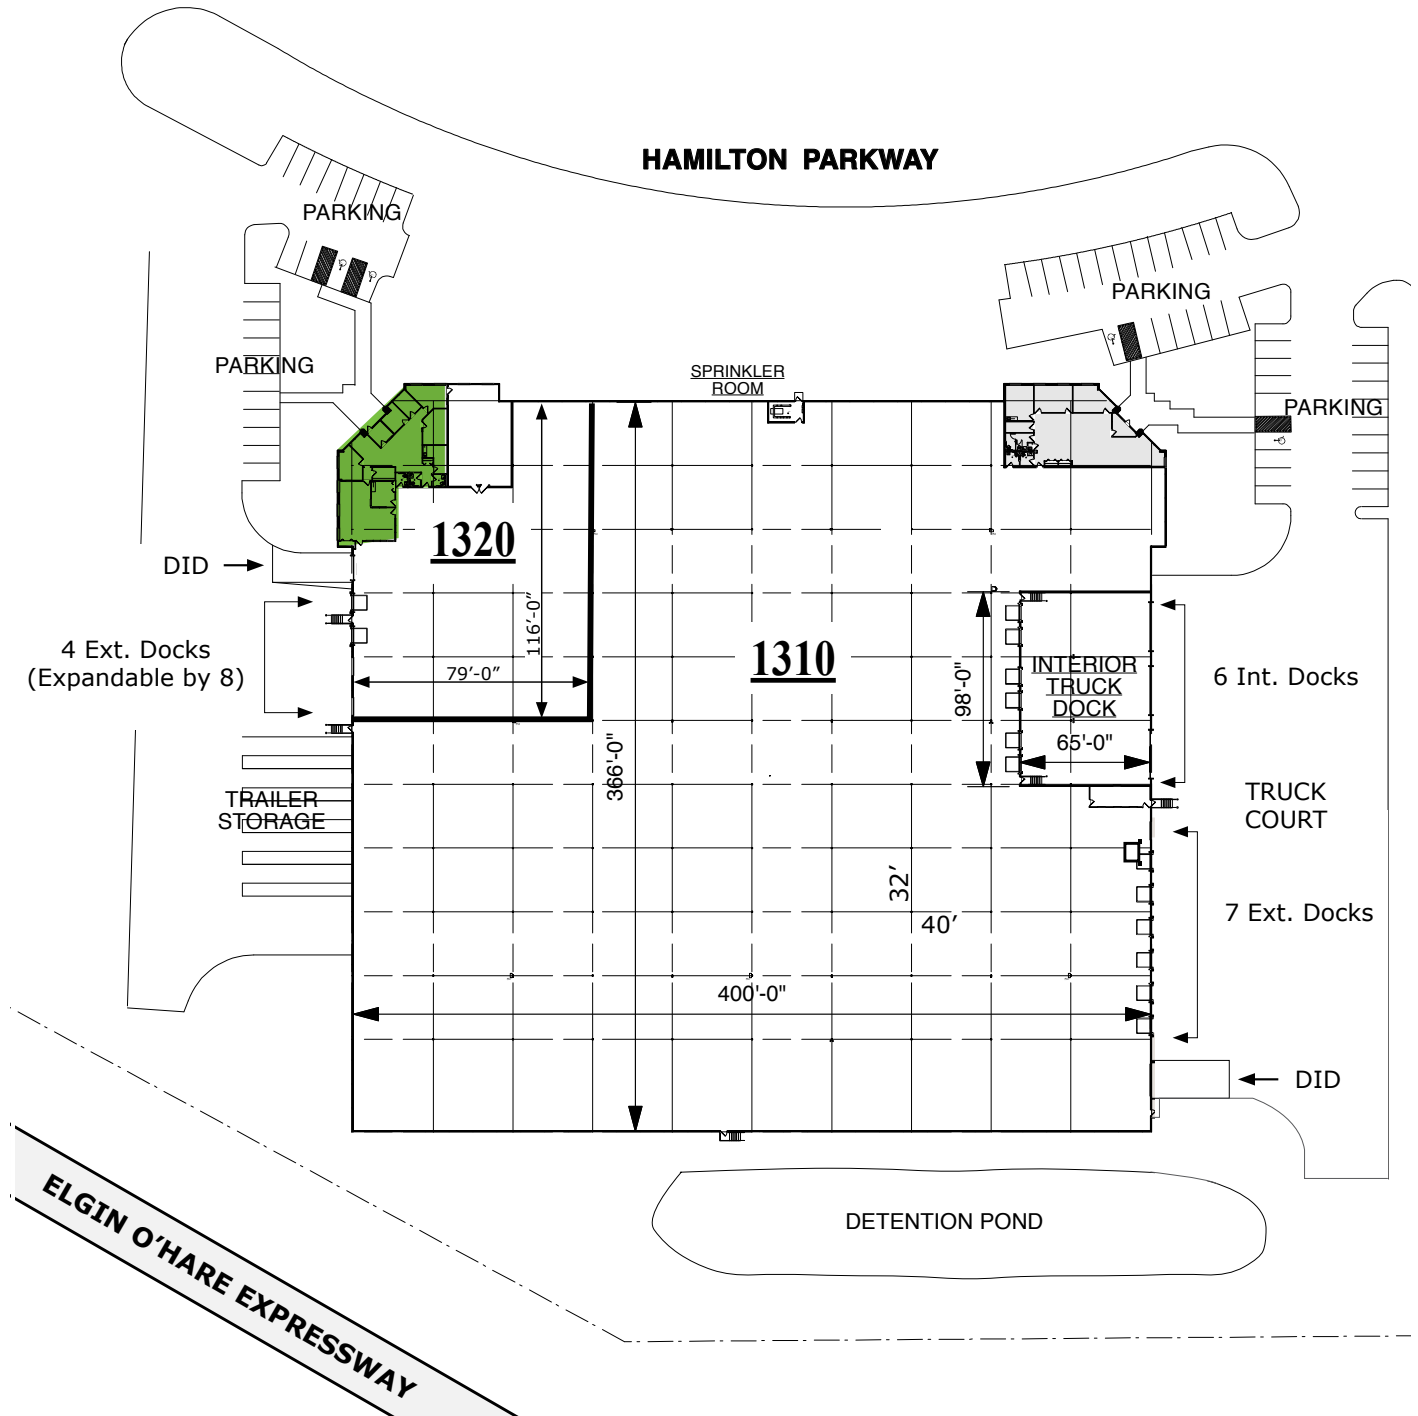 HAMILTON PARKWAY
PARKING
PARKING
PARKING
SPRINKLER
ROOM
PARKING
1320
DID
116'-0"
4 Ext. Docks
(Expandable by 8)
79'-0"
1310
98'-0"
INTERIOR
TRUCK
DOCK
65'-0"
6 Int. Docks
366'-0"
TRAILER
STORAGE
TRUCK
COURT
32'
40'
7 Ext. Docks
400'-0"
DID
DETENTION POND
ELGIN O'HARE EXPRESSWAY